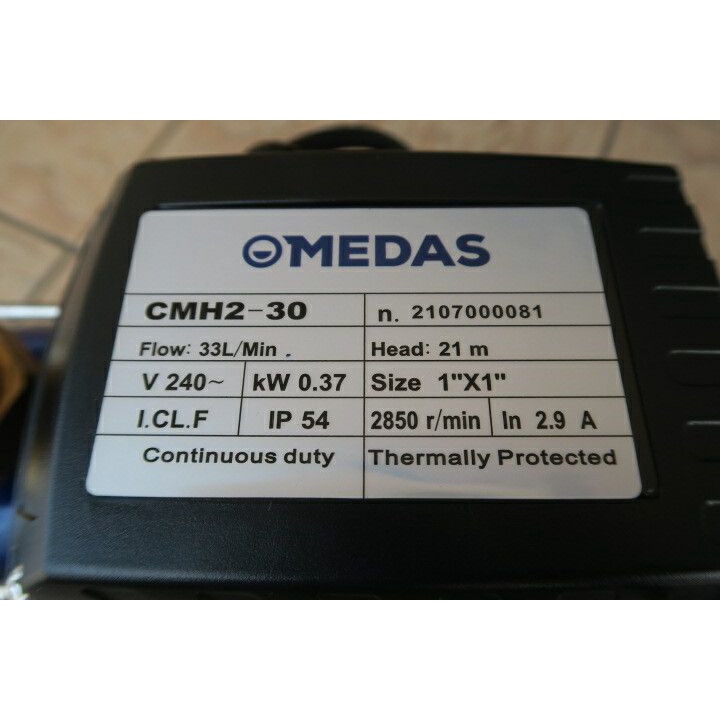 OMEDAS
CMH2-30 n. 2107000081
Flow: 33L/Min . Head: 21 m
V 240~ kW 0.37 Size 1"X1"
I.CL.F IP 54 2850 r/min In 2.9 A
Continuous duty Thermally Protected